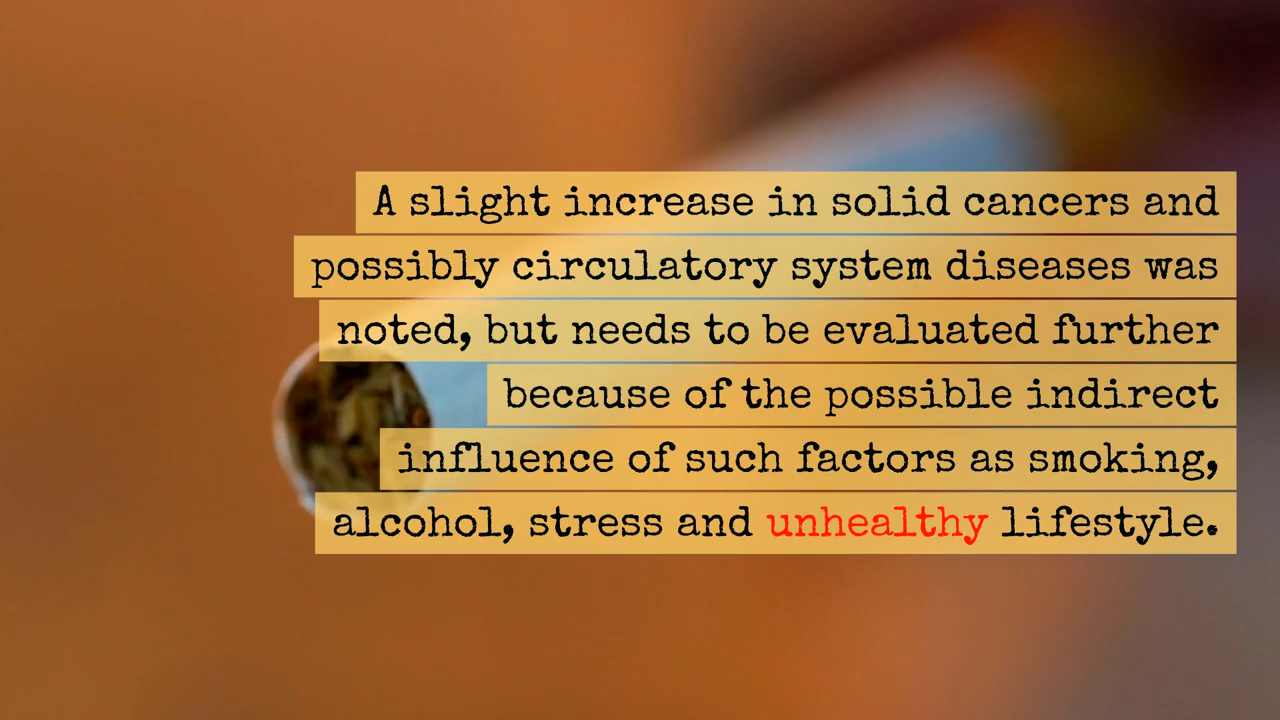 A slight increase in solid cancers and
possibly circulatory system diseases was
noted, but needs to be evaluated further
because of the possible indirect
influence of such factors as smoking,
alcohol, stress and unhealthy lifestyle.